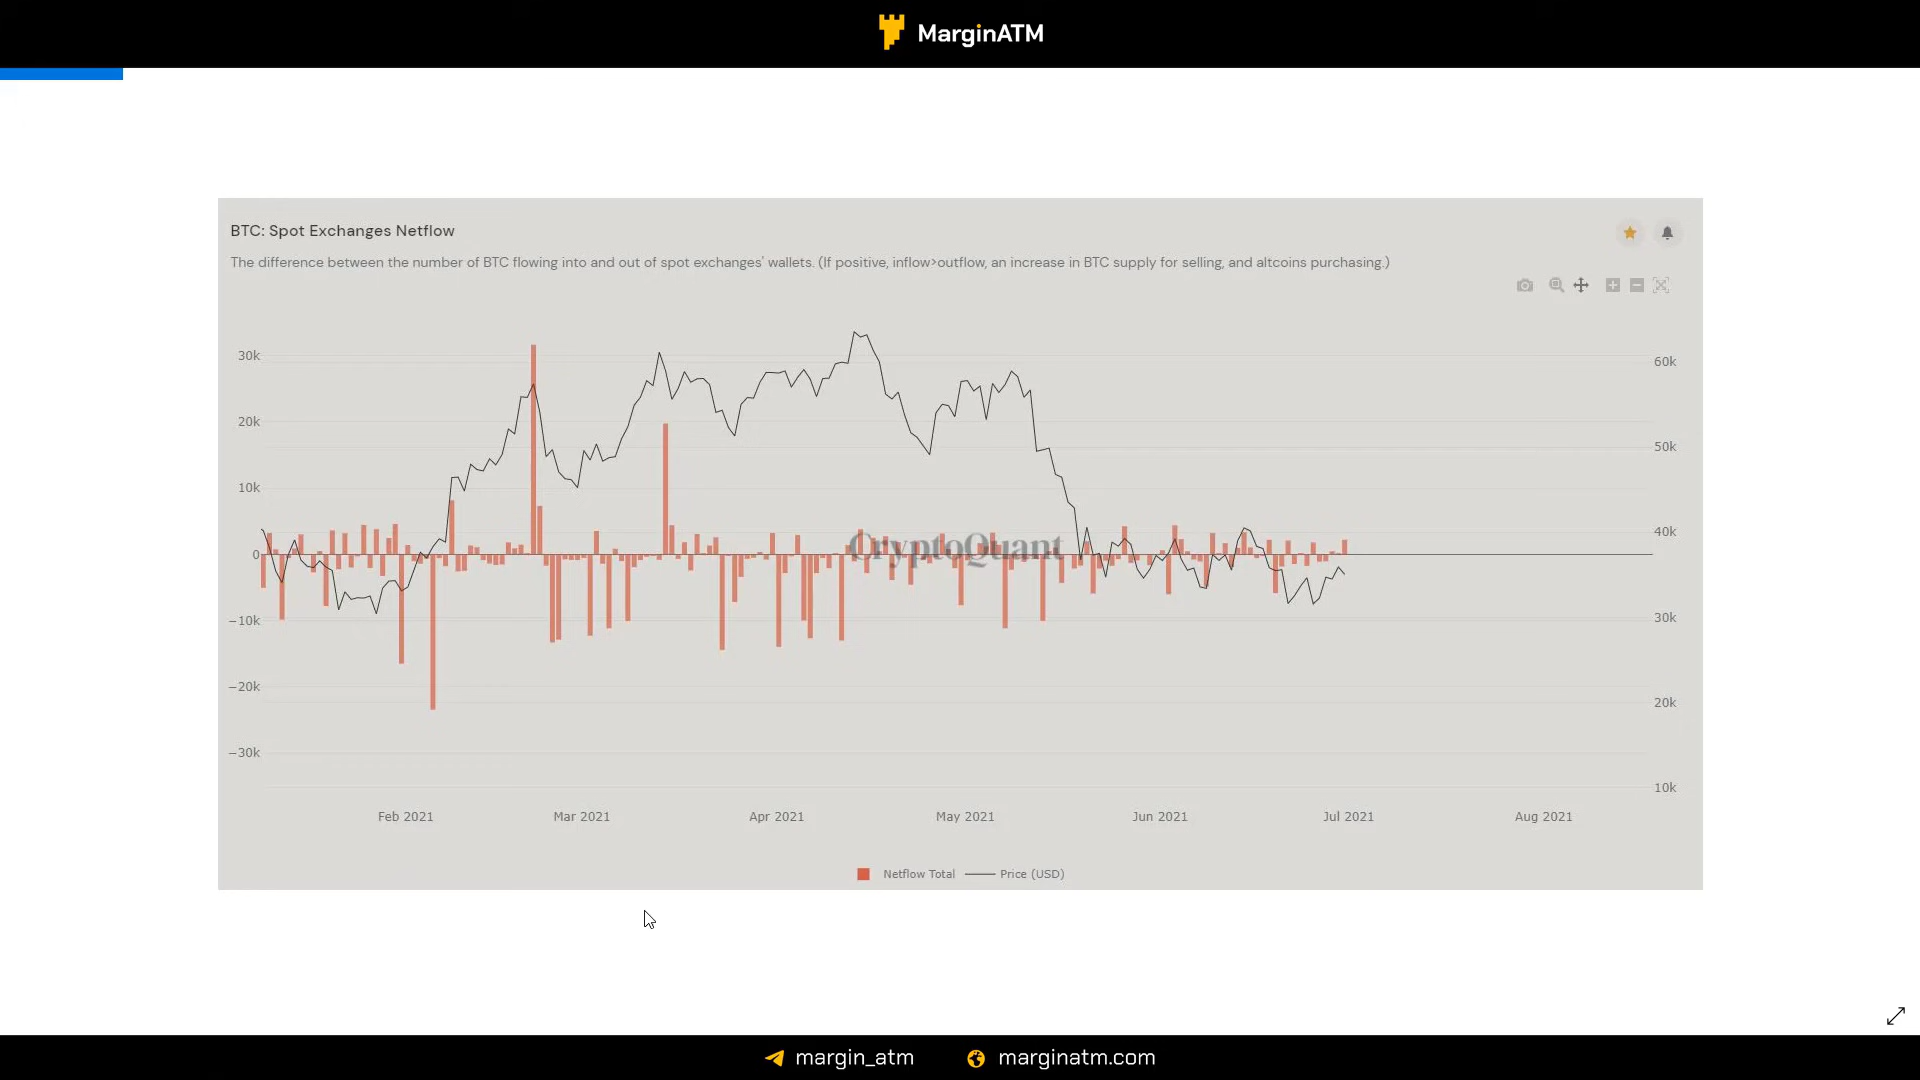 MarginATM
BTC: Spot Exchanges Netflow
The difference between the number of BTC flowing into and out of spot exchanges' wallets. (If positive, inflow>outflow, an increase in BTC supply for selling, and altcoins purchasing.)
30k
60k
20k
50k
10k
40k
CryptoQuant
0
−10k
30k
−20k
20k
−30k
10k
Feb 2021 Mar 2021 Apr 2021 May 2021 Jun 2021 Jul 2021 Aug 2021
Netflow Total Price (USD)
margin_atm marginatm.com